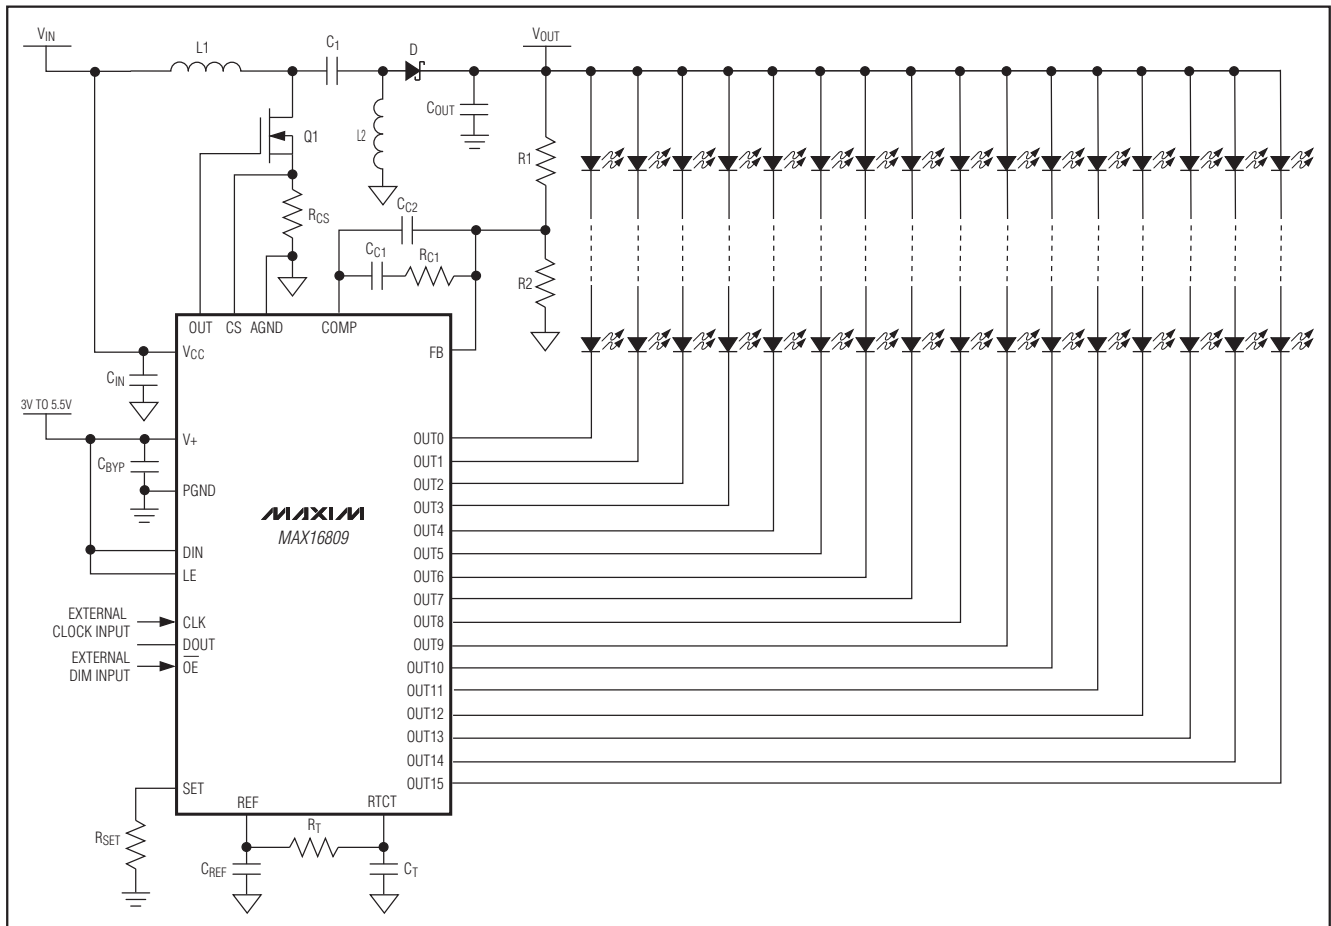 VIN
L1
C1
D
VOUT
COUT
Q1
L2
R1
RCS
CC2
CC1
RC1
R2
OUT
CS
AGND
COMP
VCC
FB
CIN
3V TO 5.5V
V+
CBYP
PGND
DIN
LE
MAXIM
MAX16809
EXTERNAL
CLOCK INPUT
CLK
DOUT
EXTERNAL
DIM INPUT
OE
OUT0
OUT1
OUT2
OUT3
OUT4
OUT5
OUT6
OUT7
OUT8
OUT9
OUT10
OUT11
OUT12
OUT13
OUT14
OUT15
SET
REF
RTCT
RSET
RT
CREF
CT